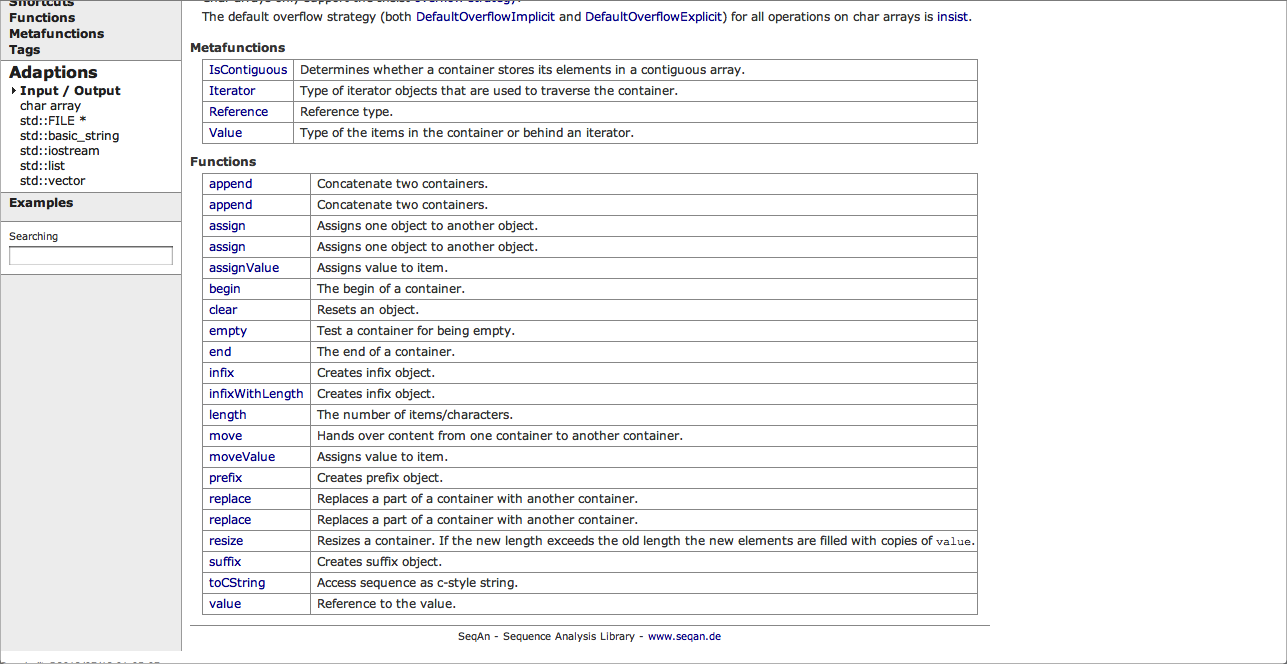 Shortcuts
Functions
Metafunctions
Tags
Adaptions
Input / Output
char array
std::FILE *
std::basic_string
std::iostream
std::list
std::vector
Examples
Searching
The default overflow strategy (both DefaultOverflowImplicit and DefaultOverflowExplicit) for all operations on char arrays is insist.
Metafunctions
IsContiguous Determines whether a container stores its elements in a contiguous array.
Iterator Type of iterator objects that are used to traverse the container.
Reference Reference type.
Value Type of the items in the container or behind an iterator.
Functions
append Concatenate two containers.
append Concatenate two containers.
assign Assigns one object to another object.
assign Assigns one object to another object.
assignValue Assigns value to item.
begin The begin of a container.
clear Resets an object.
empty Test a container for being empty.
end The end of a container.
infix Creates infix object.
infixWithLength Creates infix object.
length The number of items/characters.
move Hands over content from one container to another container.
moveValue Assigns value to item.
prefix Creates prefix object.
replace Replaces a part of a container with another container.
replace Replaces a part of a container with another container.
resize Resizes a container. If the new length exceeds the old length the new elements are filled with copies of value.
suffix Creates suffix object.
toCString Access sequence as c-style string.
value Reference to the value.
SeqAn - Sequence Analysis Library - www.seqan.de